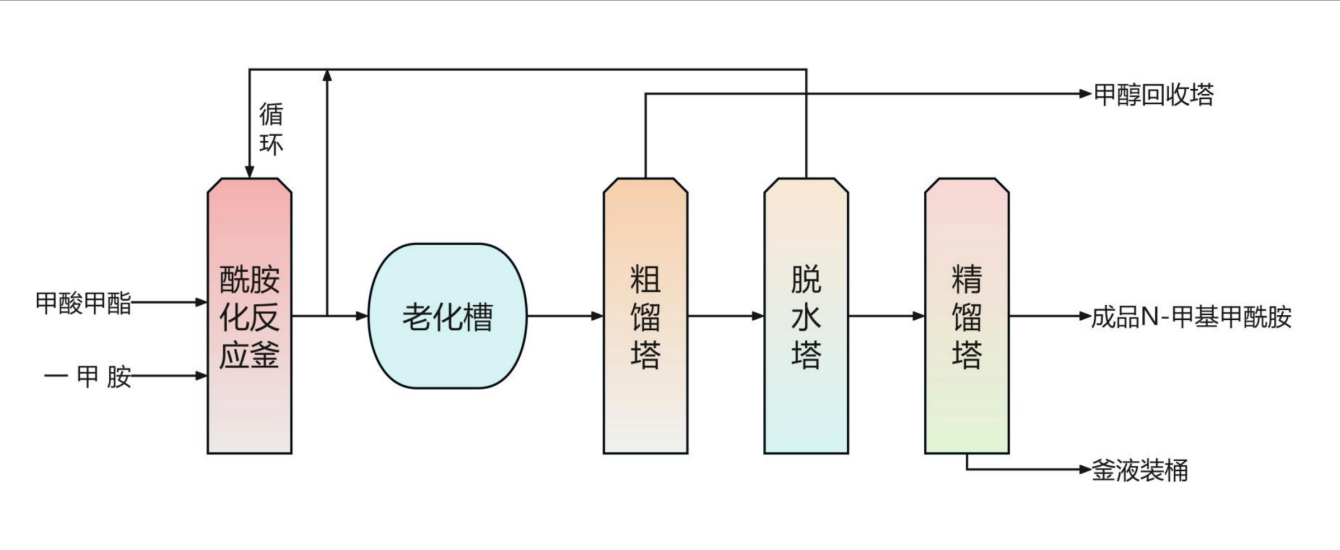 循
环
甲醇回收塔
甲酸甲酯
一甲胺
酰胺
化反
应釜
老化槽
粗
馏
塔
脱
水
塔
精
馏
塔
成品N-甲基甲酰胺
釜液装桶